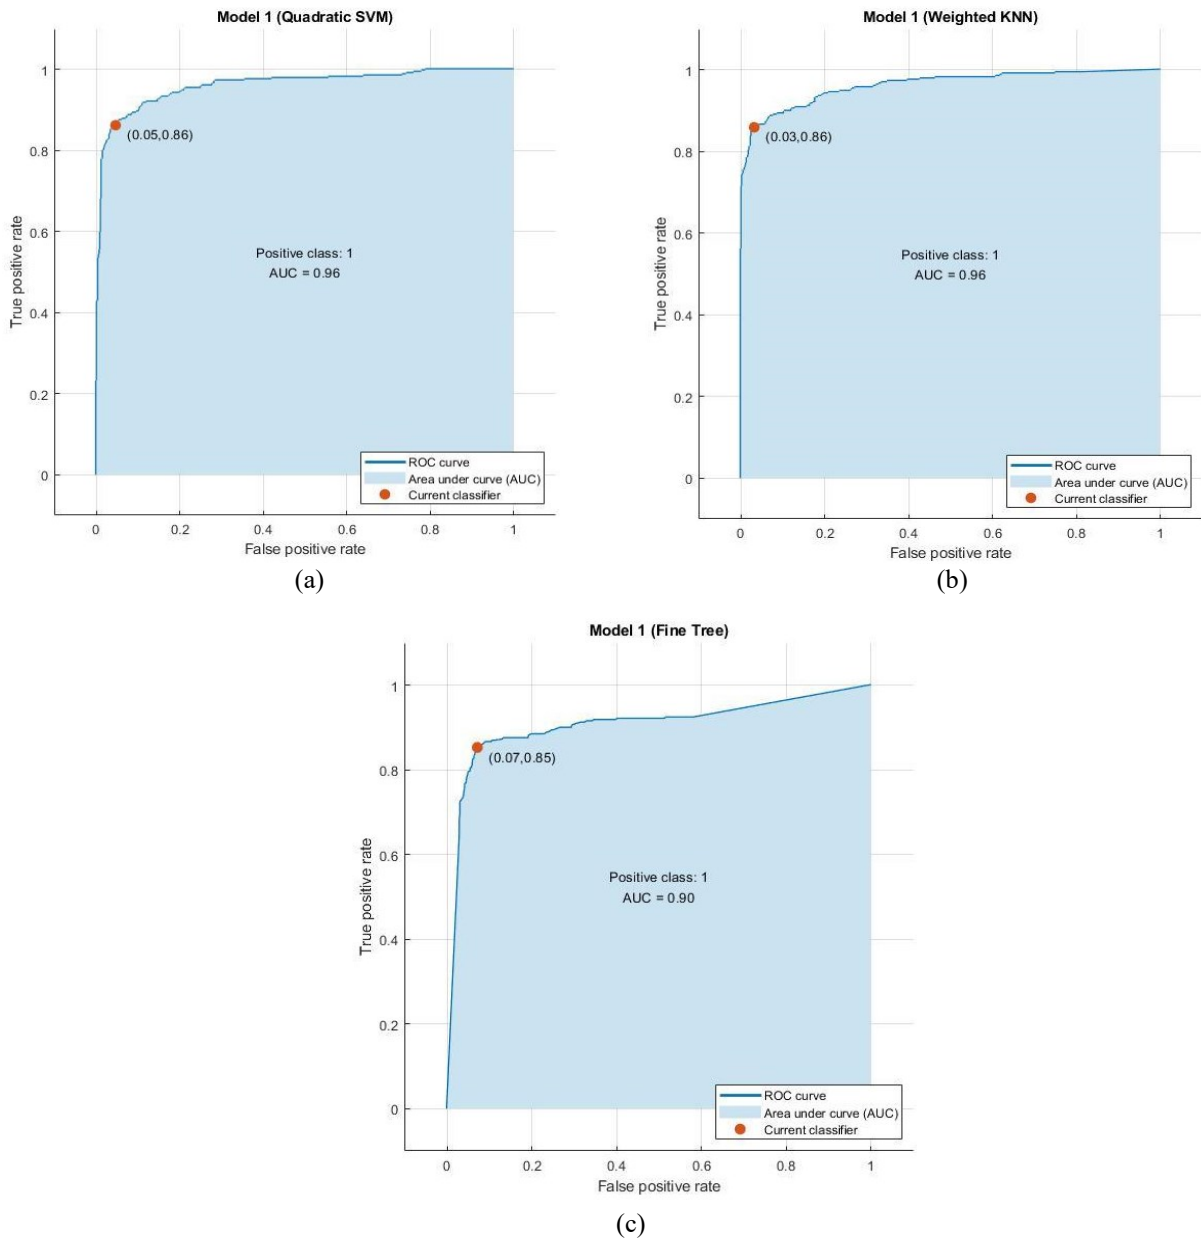 Model 1 (Quadratic SVM)
1
0.8
0.6
0.4
0.2
0
True positive rate
(0.05,0.86)
Positive class: 1
AUC = 0.96
ROC curve
Area under curve (AUC)
Current classifier
0
0.2
0.4
0.6
0.8
1
False positive rate
(a)
Model 1 (Weighted KNN)
1
0.8
0.6
0.4
0.2
0
True positive rate
(0.03,0.86)
Positive class: 1
AUC = 0.96
ROC curve
Area under curve (AUC)
Current classifier
0
0.2
0.4
0.6
0.8
1
False positive rate
(b)
Model 1 (Fine Tree)
1
0.8
0.6
0.4
0.2
0
True positive rate
(0.07,0.85)
Positive class: 1
AUC = 0.90
ROC curve
Area under curve (AUC)
Current classifier
0
0.2
0.4
0.6
0.8
1
False positive rate
(c)